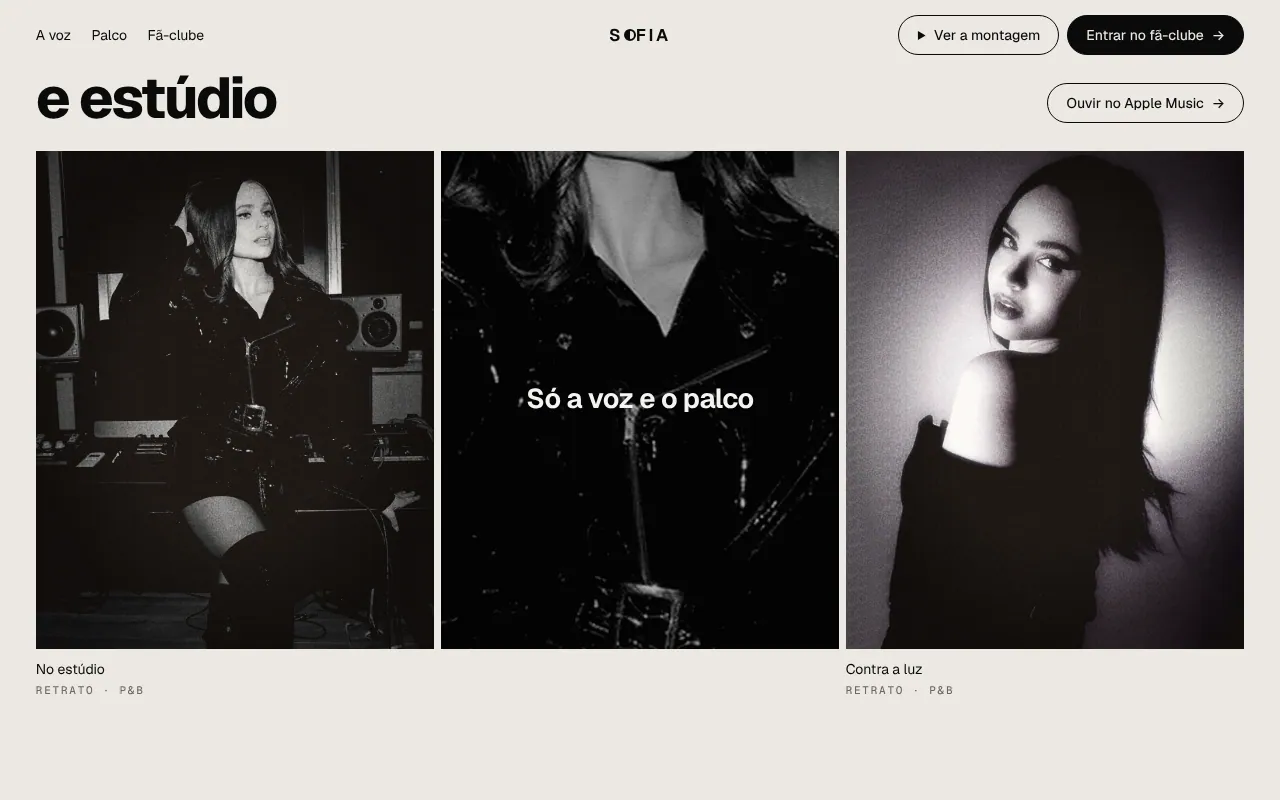 A voz
Palco
Fã-clube
SOFIA
Ver a montagem
Entrar no fã-clube →
e estúdio
Ouvir no Apple Music →
Só a voz e o palco
No estúdio
RETRATO · P&B
Contra a luz
RETRATO · P&B